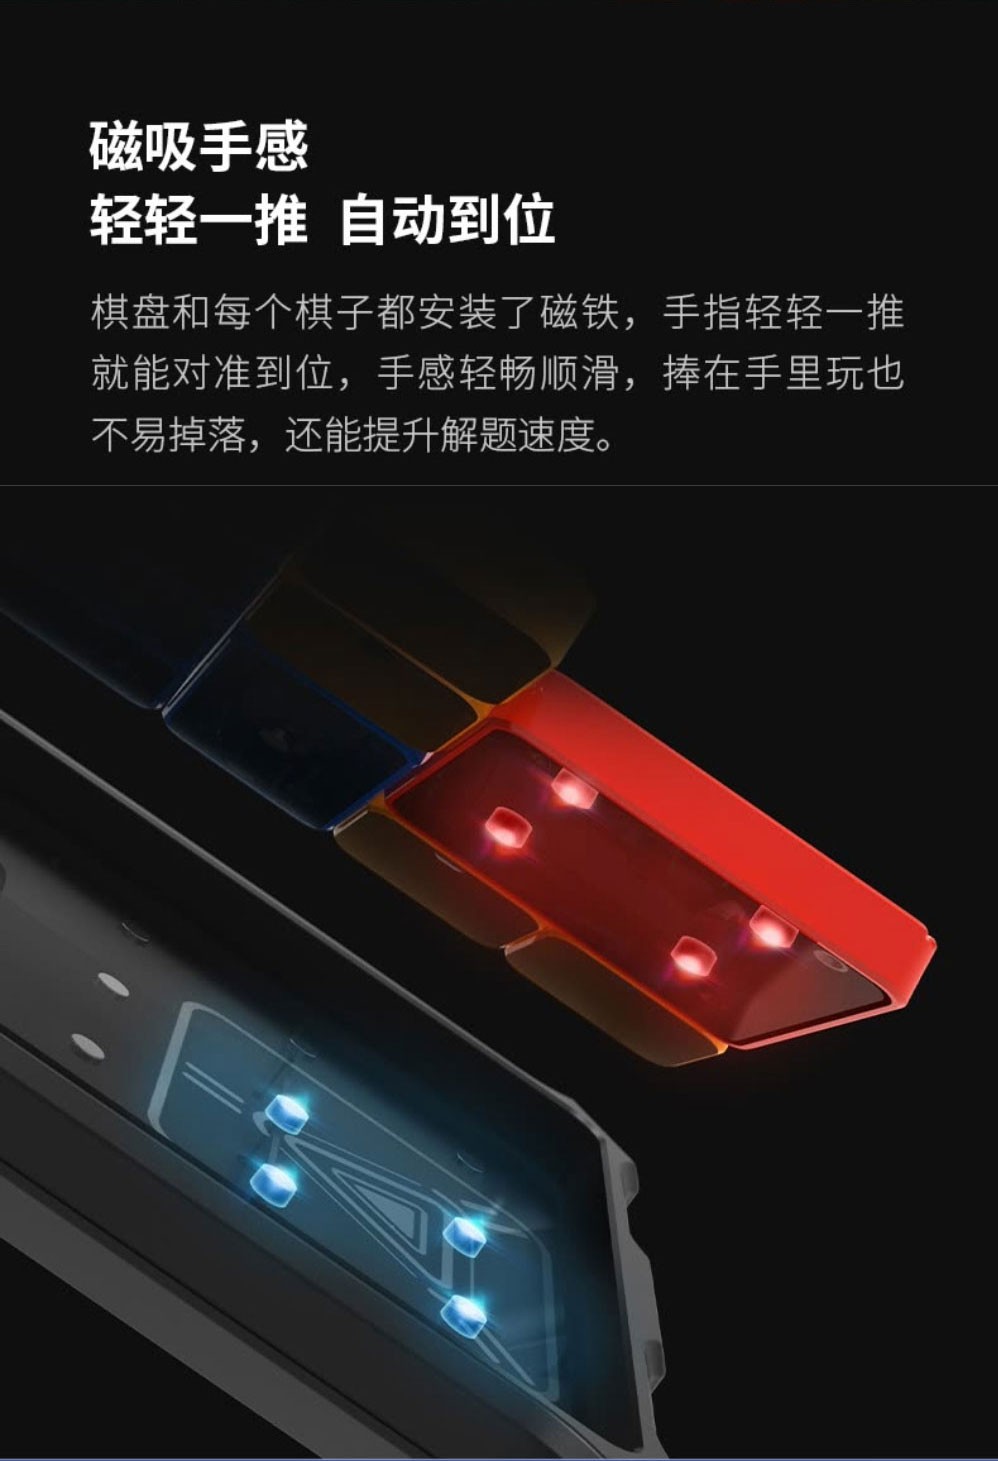 磁吸手感
轻轻一推 自动到位
棋盘和每个棋子都安装了磁铁，手指轻轻一推
就能对准到位，手感轻畅顺滑，捧在手里玩也
不易掉落，还能提升解题速度。